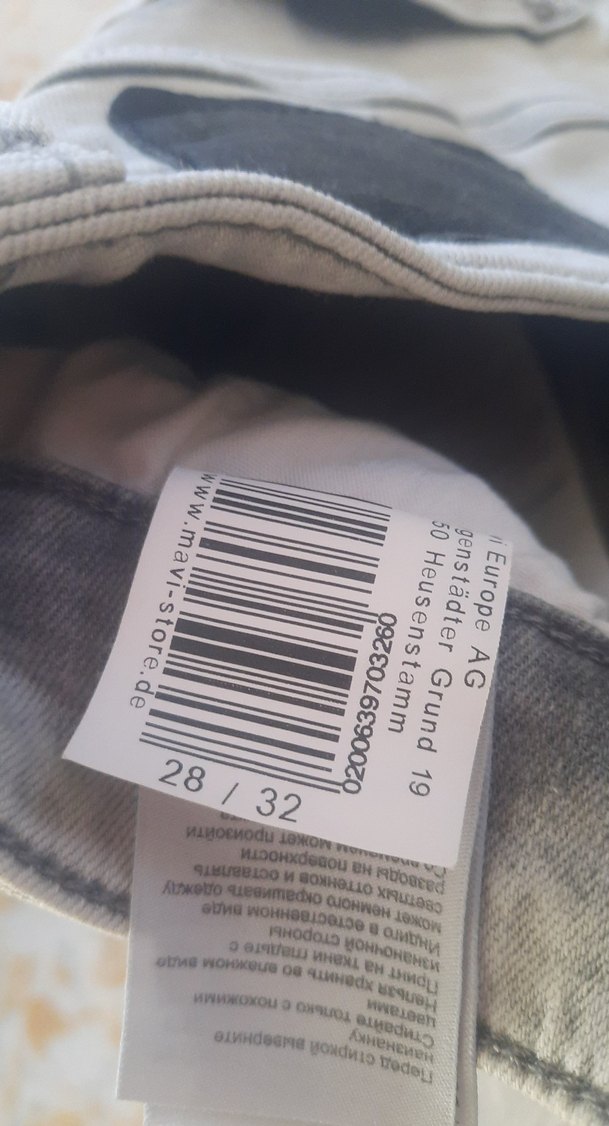 i Europe AG
genstädter Grund 19
50 Heusenstamm
0200639703260
www.mavi-store.de
28 / 32
Перед стиркой выверните
наизнанку
Стирайте только с похожими
цветами
Нельзя хранить во влажном виде
Принт на ткани гладьте с
изнаночной стороны
Индиго в естественном виде
может немного окрашивать одежду
светлых оттенков и оставлять
разводы на поверхности
Со временем может произойти